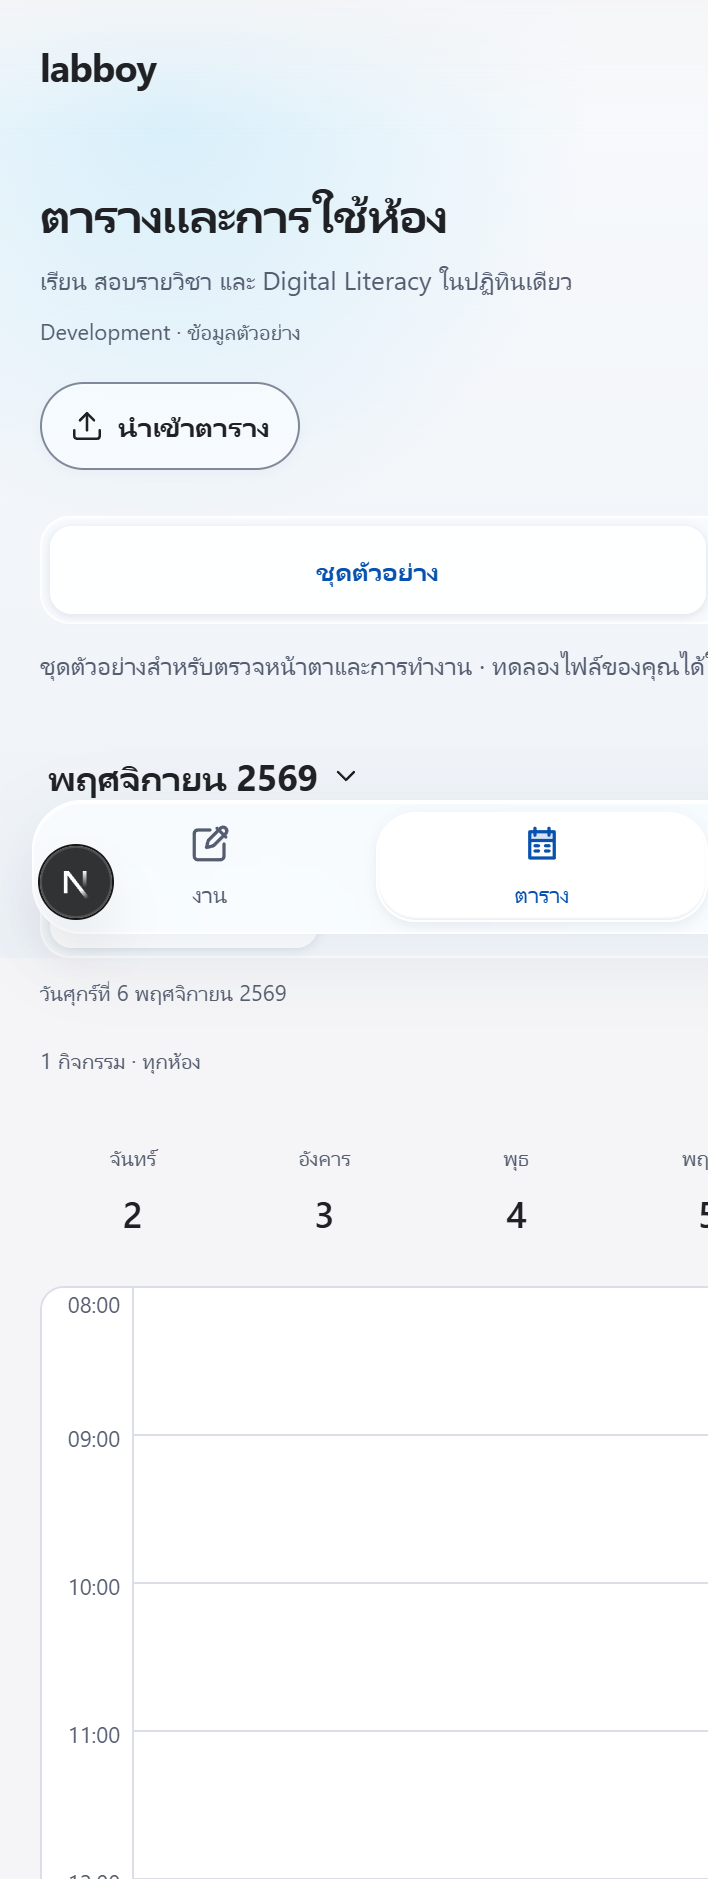 labboy
ตารางและการใช้ห้อง
เรียน สอบรายวิชา และ Digital Literacy ในปฏิทินเดียว
Development · ข้อมูลตัวอย่าง
นำเข้าตาราง
ชุดตัวอย่าง
ชุดตัวอย่างสำหรับตรวจหน้าตาและการทำงาน · ทดลองไฟล์ของคุณได้
พฤศจิกายน 2569
N
งาน
ตาราง
วันศุกร์ที่ 6 พฤศจิกายน 2569
1 กิจกรรม · ทุกห้อง
จันทร์ อังคาร พุธ
2 3 4
08:00
09:00
10:00
11:00